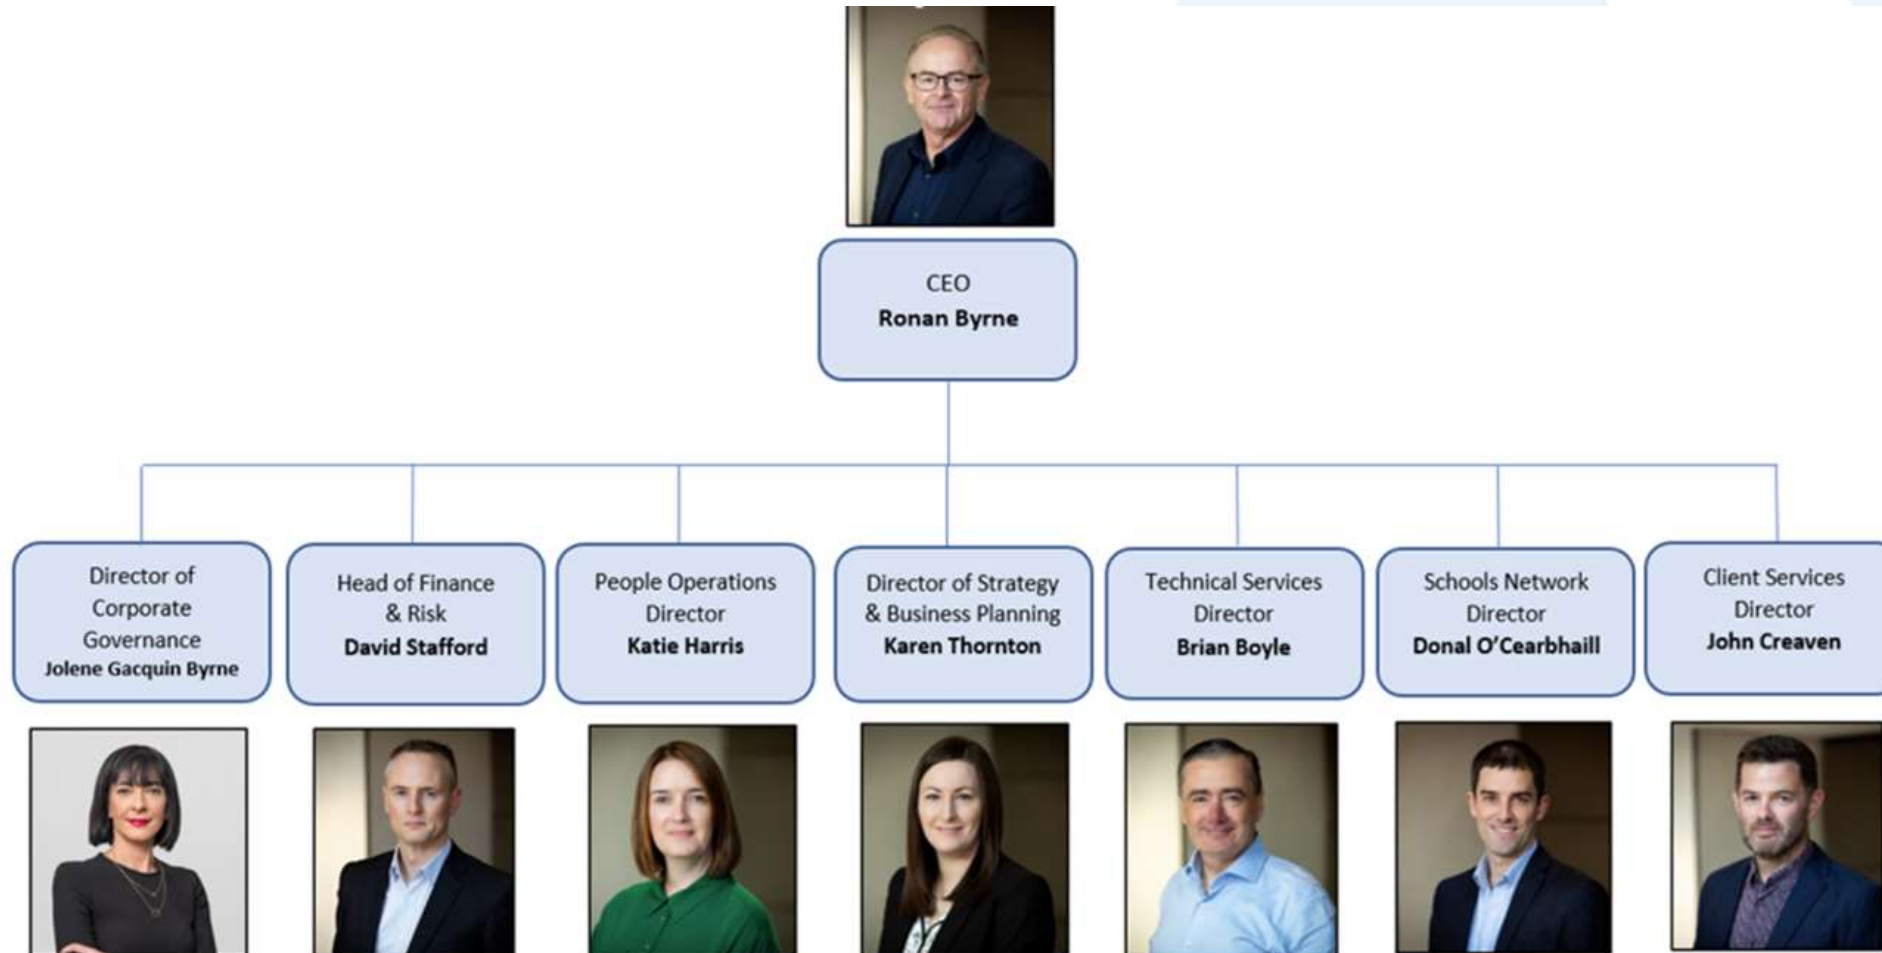 CEO
Ronan Byrne
Director of
Corporate
Governance
Jolene Gacquin Byrne
Head of Finance
& Risk
David Stafford
People Operations
Director
Katie Harris
Director of Strategy
& Business Planning
Karen Thornton
Technical Services
Director
Brian Boyle
Schools Network
Director
Donal O'Cearbhaill
Client Services
Director
John Creaven